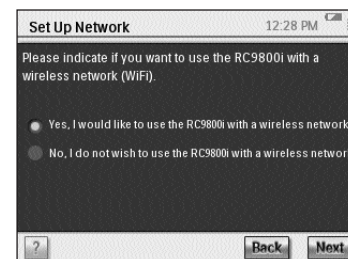 Set Up Network 12:28 PM
Please indicate if you want to use the RC9800i with a
wireless network (WiFi).
Yes, I would like to use the RC9800i with a wireless network
No, I do not wish to use the RC9800i with a wireless networ
? Back Next